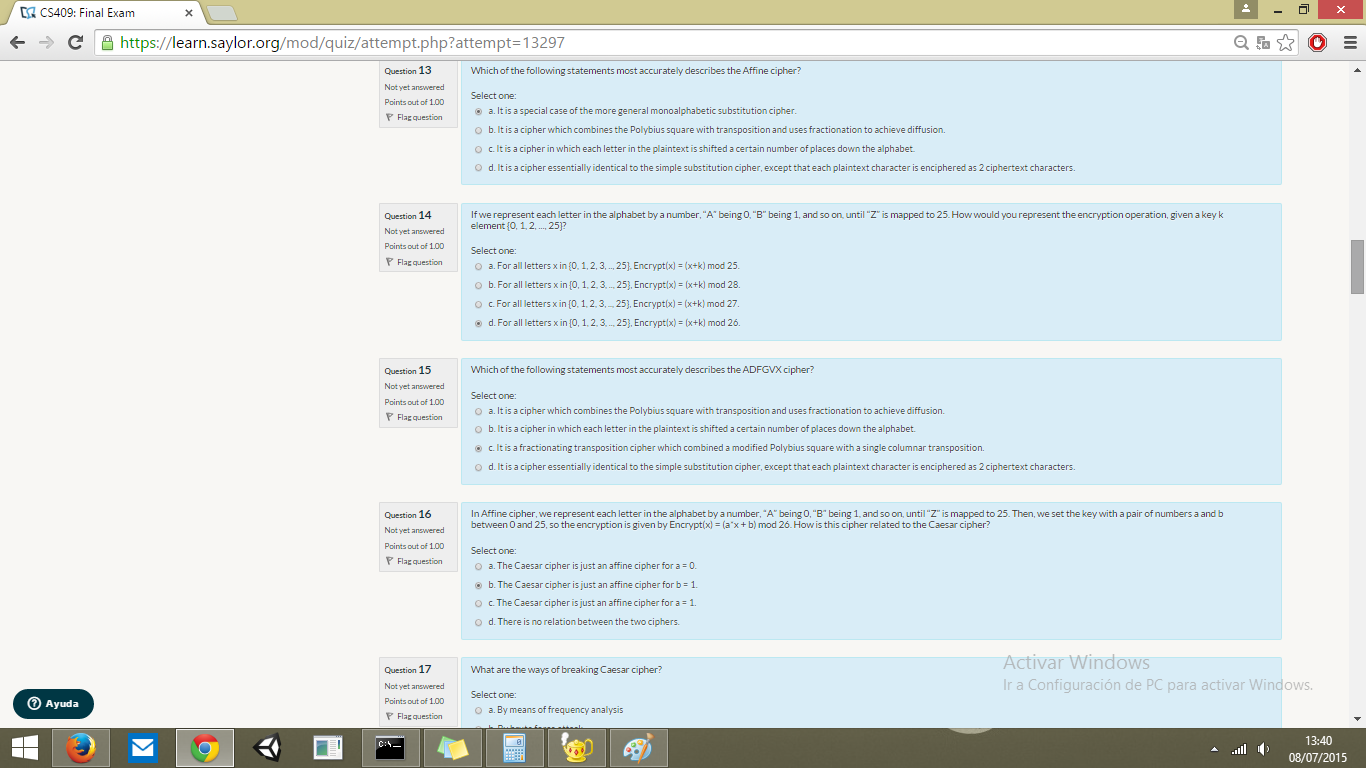 CS409: Final Exam
https://learn.saylor.org/mod/quiz/attempt.php?attempt=13297
Question 13
Not yet answered
Points out of 1.00
Flag question
Which of the following statements most accurately describes the Affine cipher?
Select one:
a. It is a special case of the more general monoalphabetic substitution cipher.
b. It is a cipher which combines the Polybius square with transposition and uses fractionation to achieve diffusion.
c. It is a cipher in which each letter in the plaintext is shifted a certain number of places down the alphabet.
d. It is a cipher essentially identical to the simple substitution cipher, except that each plaintext character is enciphered as 2 ciphertext characters.
Question 14
Not yet answered
Points out of 1.00
Flag question
If we represent each letter in the alphabet by a number, "A" being 0, "B" being 1, and so on, until "Z" is mapped to 25. How would you represent the encryption operation, given a key k
element {0, 1, 2, ..., 25}?
Select one:
a. For all letters x in {0, 1, 2, 3, .., 25}, Encrypt(x) = (x+k) mod 25.
b. For all letters x in {0, 1, 2, 3, .., 25}, Encrypt(x) = (x+k) mod 28.
c. For all letters x in {0, 1, 2, 3, .., 25}, Encrypt(x) = (x+k) mod 27.
d. For all letters x in {0, 1, 2, 3, .., 25}, Encrypt(x) = (x+k) mod 26.
Question 15
Not yet answered
Points out of 1.00
Flag question
Which of the following statements most accurately describes the ADFGVX cipher?
Select one:
a. It is a cipher which combines the Polybius square with transposition and uses fractionation to achieve diffusion.
b. It is a cipher in which each letter in the plaintext is shifted a certain number of places down the alphabet.
c. It is a fractionating transposition cipher which combined a modified Polybius square with a single columnar transposition.
d. It is a cipher essentially identical to the simple substitution cipher, except that each plaintext character is enciphered as 2 ciphertext characters.
Question 16
Not yet answered
Points out of 1.00
Flag question
In Affine cipher, we represent each letter in the alphabet by a number, "A" being 0, "B" being 1, and so on, until "Z" is mapped to 25. Then, we set the key with a pair of numbers a and b
between 0 and 25, so the encryption is given by Encrypt(x) = (a*x + b) mod 26. How is this cipher related to the Caesar cipher?
Select one:
a. The Caesar cipher is just an affine cipher for a = 0.
b. The Caesar cipher is just an affine cipher for b = 1.
c. The Caesar cipher is just an affine cipher for a = 1.
d. There is no relation between the two ciphers.
Question 17
Not yet answered
Points out of 1.00
Flag question
What are the ways of breaking Caesar cipher?
Select one:
a. By means of frequency analysis
b. By brute force attack
Activar Windows
Ir a Configuración de PC para activar Windows.
Ayuda
C:\_
13:40
08/07/2015